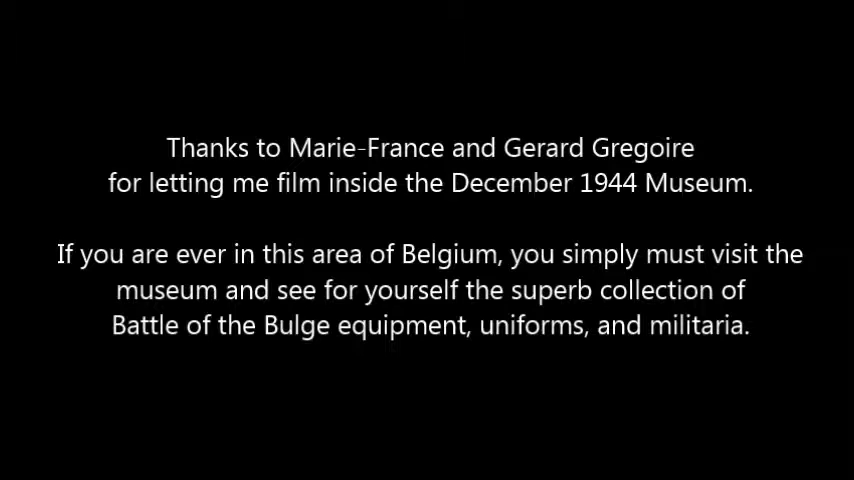 Thanks to Marie-France and Gerard Gregoire
for letting me film inside the December 1944 Museum.
If you are ever in this area of Belgium, you simply must visit the
museum and see for yourself the superb collection of
Battle of the Bulge equipment, uniforms, and militaria.